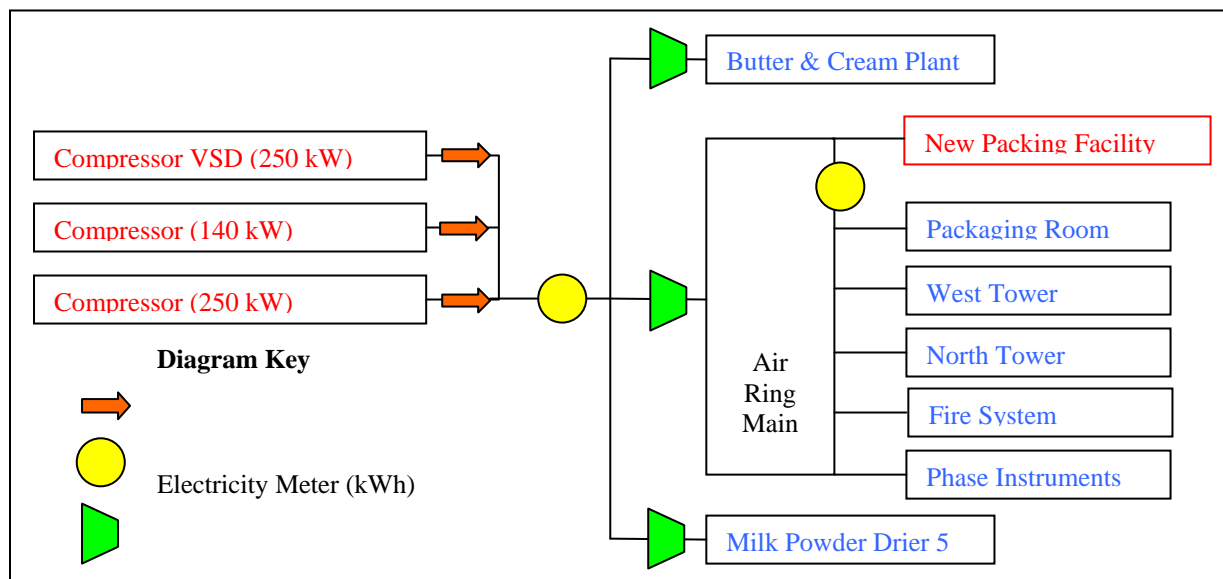 Butter & Cream Plant
New Packing Facility
Compressor VSD (250 kW)
Compressor (140 kW)
Packaging Room
Compressor (250 kW)
West Tower
Diagram Key
North Tower
Air
Ring
Main
Fire System
Electricity Meter (kWh)
Phase Instruments
Milk Powder Drier 5